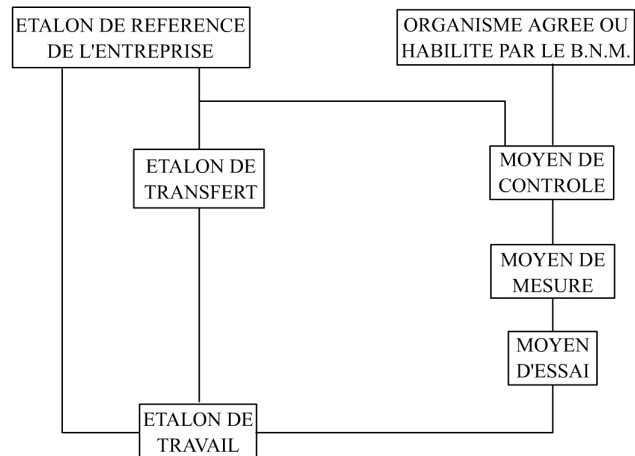 ETALON DE REFERENCE
DE L'ENTREPRISE
ORGANISME AGREE OU
HABILITE PAR LE B.N.M.
ETALON DE
TRANSFERT
MOYEN DE
CONTROLE
MOYEN DE
MESURE
MOYEN
D'ESSAI
ETALON DE
TRAVAIL